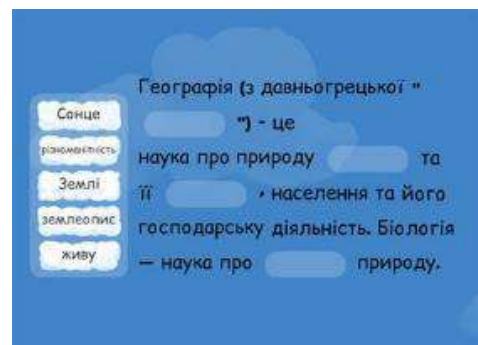 Сонце
різноманітність
Землі
землеопис
живу
Географія (з давньогрецької "
") - це
наука про природу та
її , населення та його
господарську діяльність. Біологія
— наука про природу.